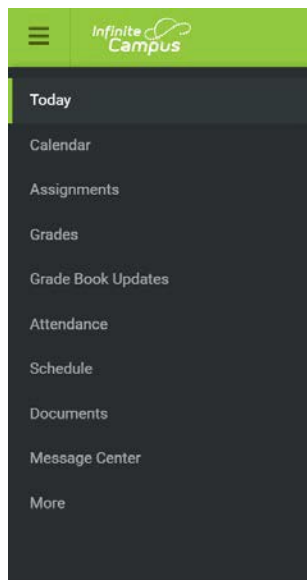 Infinite
Campus
Today
Calendar
Assignments
Grades
Grade Book Updates
Attendance
Schedule
Documents
Message Center
More